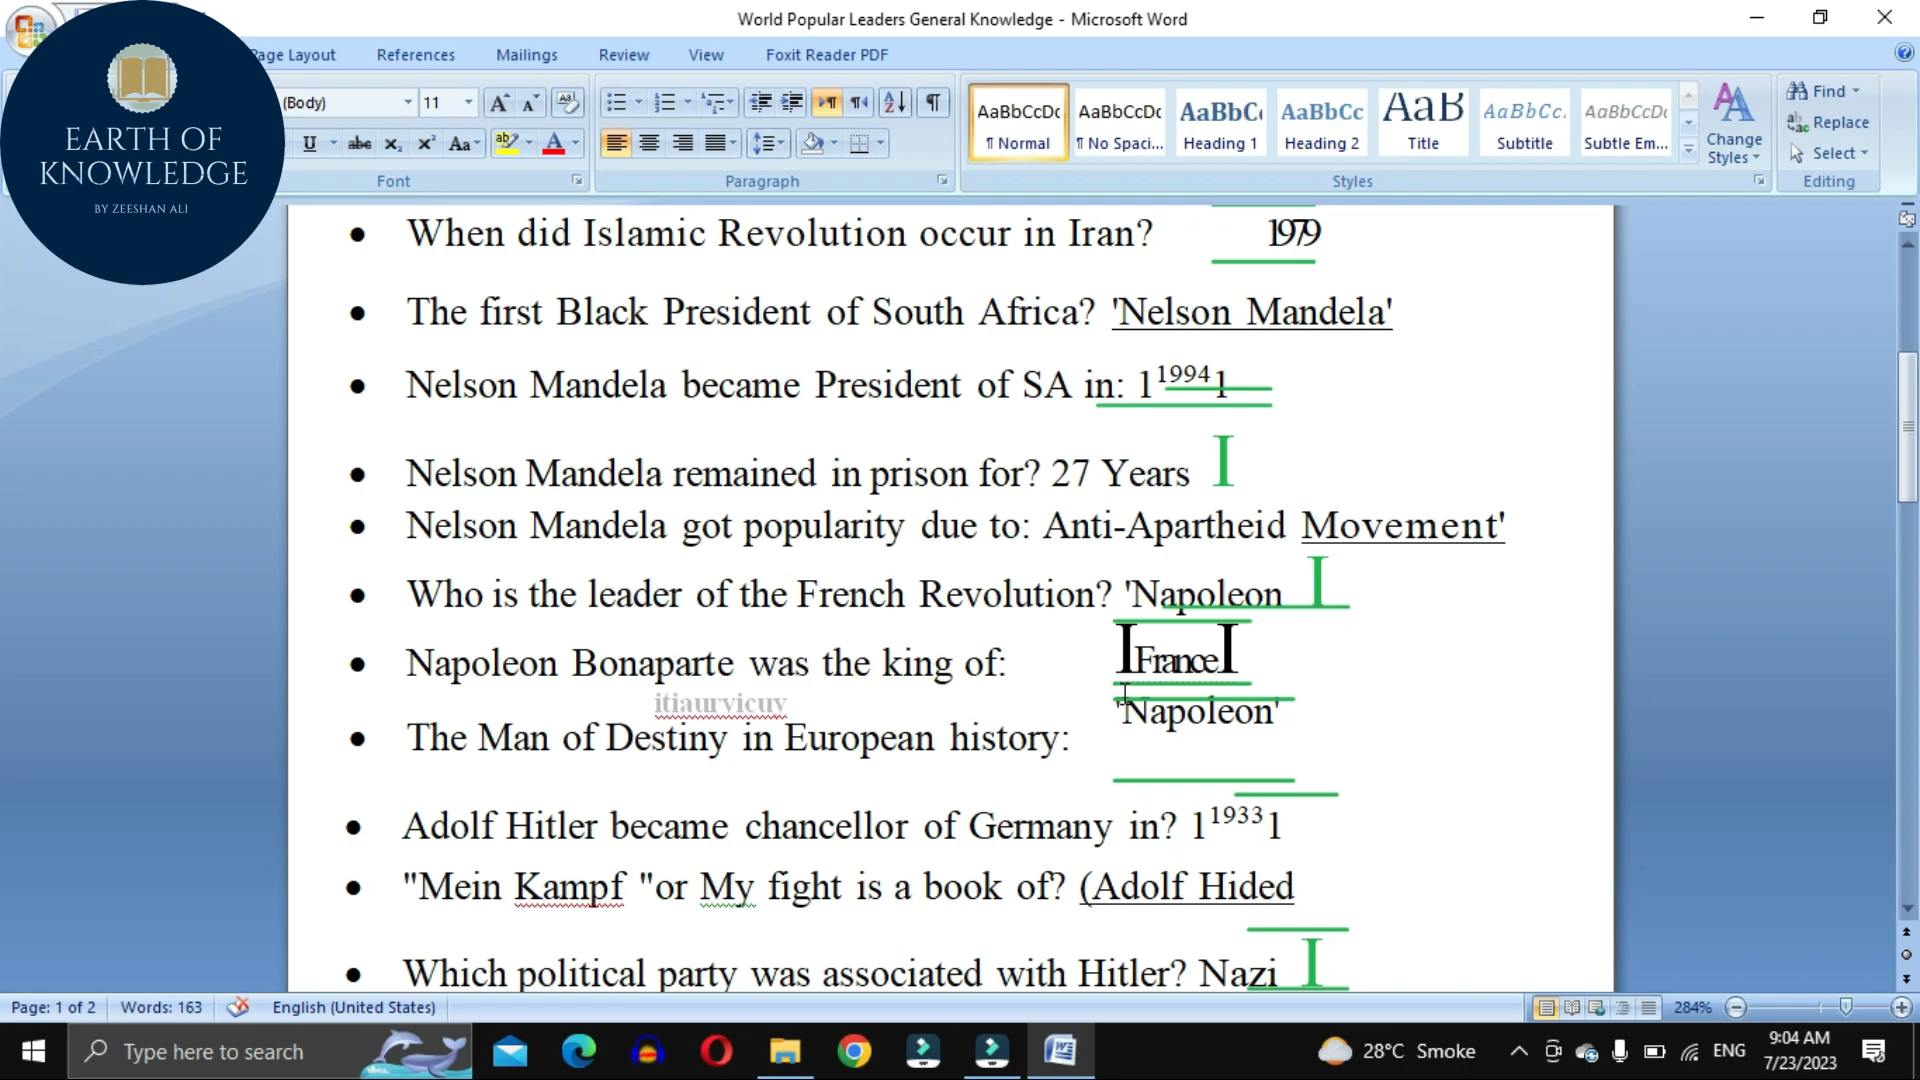 World Popular Leaders General Knowledge - Microsoft Word
Page Layout References Mailings Review View Foxit Reader PDF
EARTH OF
KNOWLEDGE
BY ZEESHAN ALI
(Body) 11
AaBbCcDc AaBbCcDc AaBbC AaBbCc AaB AaBbCc. AaBbCcDc
¶ Normal ¶ No Spaci... Heading 1 Heading 2 Title Subtitle Subtle Em...
Change
Styles
Find
Replace
Select
Font Paragraph Styles Editing
• When did Islamic Revolution occur in Iran? 1979
• The first Black President of South Africa? 'Nelson Mandela'
• Nelson Mandela became President of SA in: 1 1994 1
• Nelson Mandela remained in prison for? 27 Years I
• Nelson Mandela got popularity due to: Anti-Apartheid Movement'
• Who is the leader of the French Revolution? 'Napoleon I
• Napoleon Bonaparte was the king of: I France I
itiaurvicuy
'Napoleon'
• The Man of Destiny in European history:
• Adolf Hitler became chancellor of Germany in? 1 1933 1
• "Mein Kampf "or My fight is a book of? (Adolf Hided
• Which political party was associated with Hitler? Nazi I
Page: 1 of 2 Words: 163 English (United States) 284%
Type here to search 28°C Smoke ENG
9:04 AM
7/23/2023